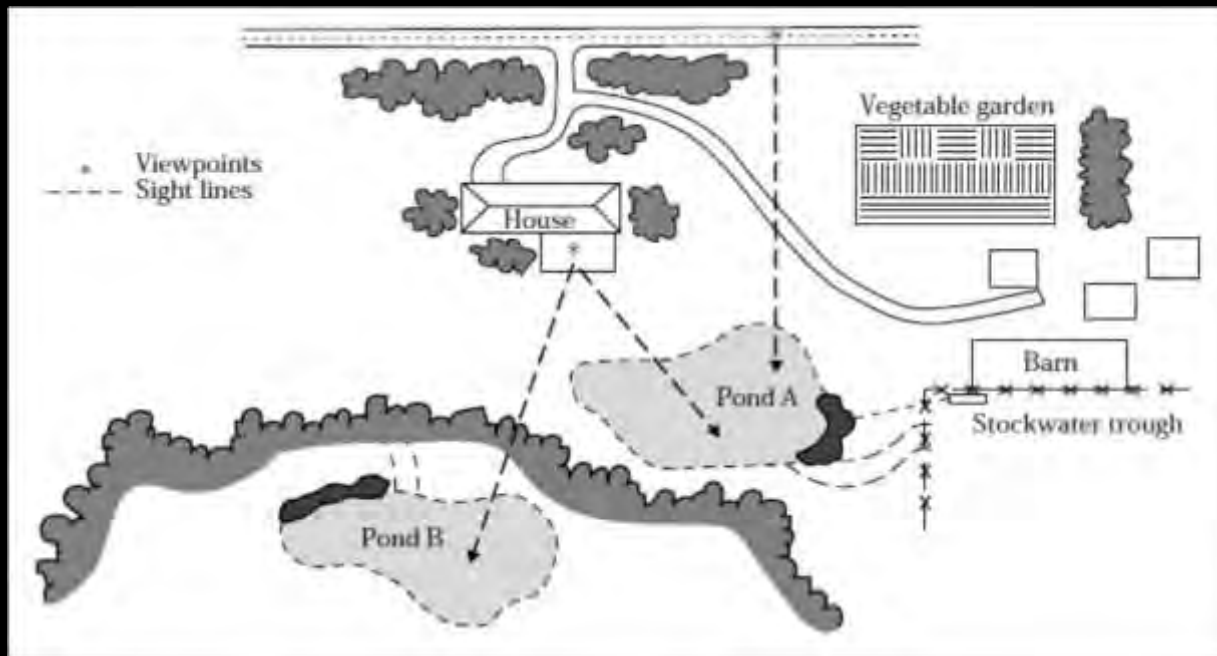 Vegetable garden
Viewpoints
Sight lines
House
Barn
Pond A
Stockwater trough
Pond B